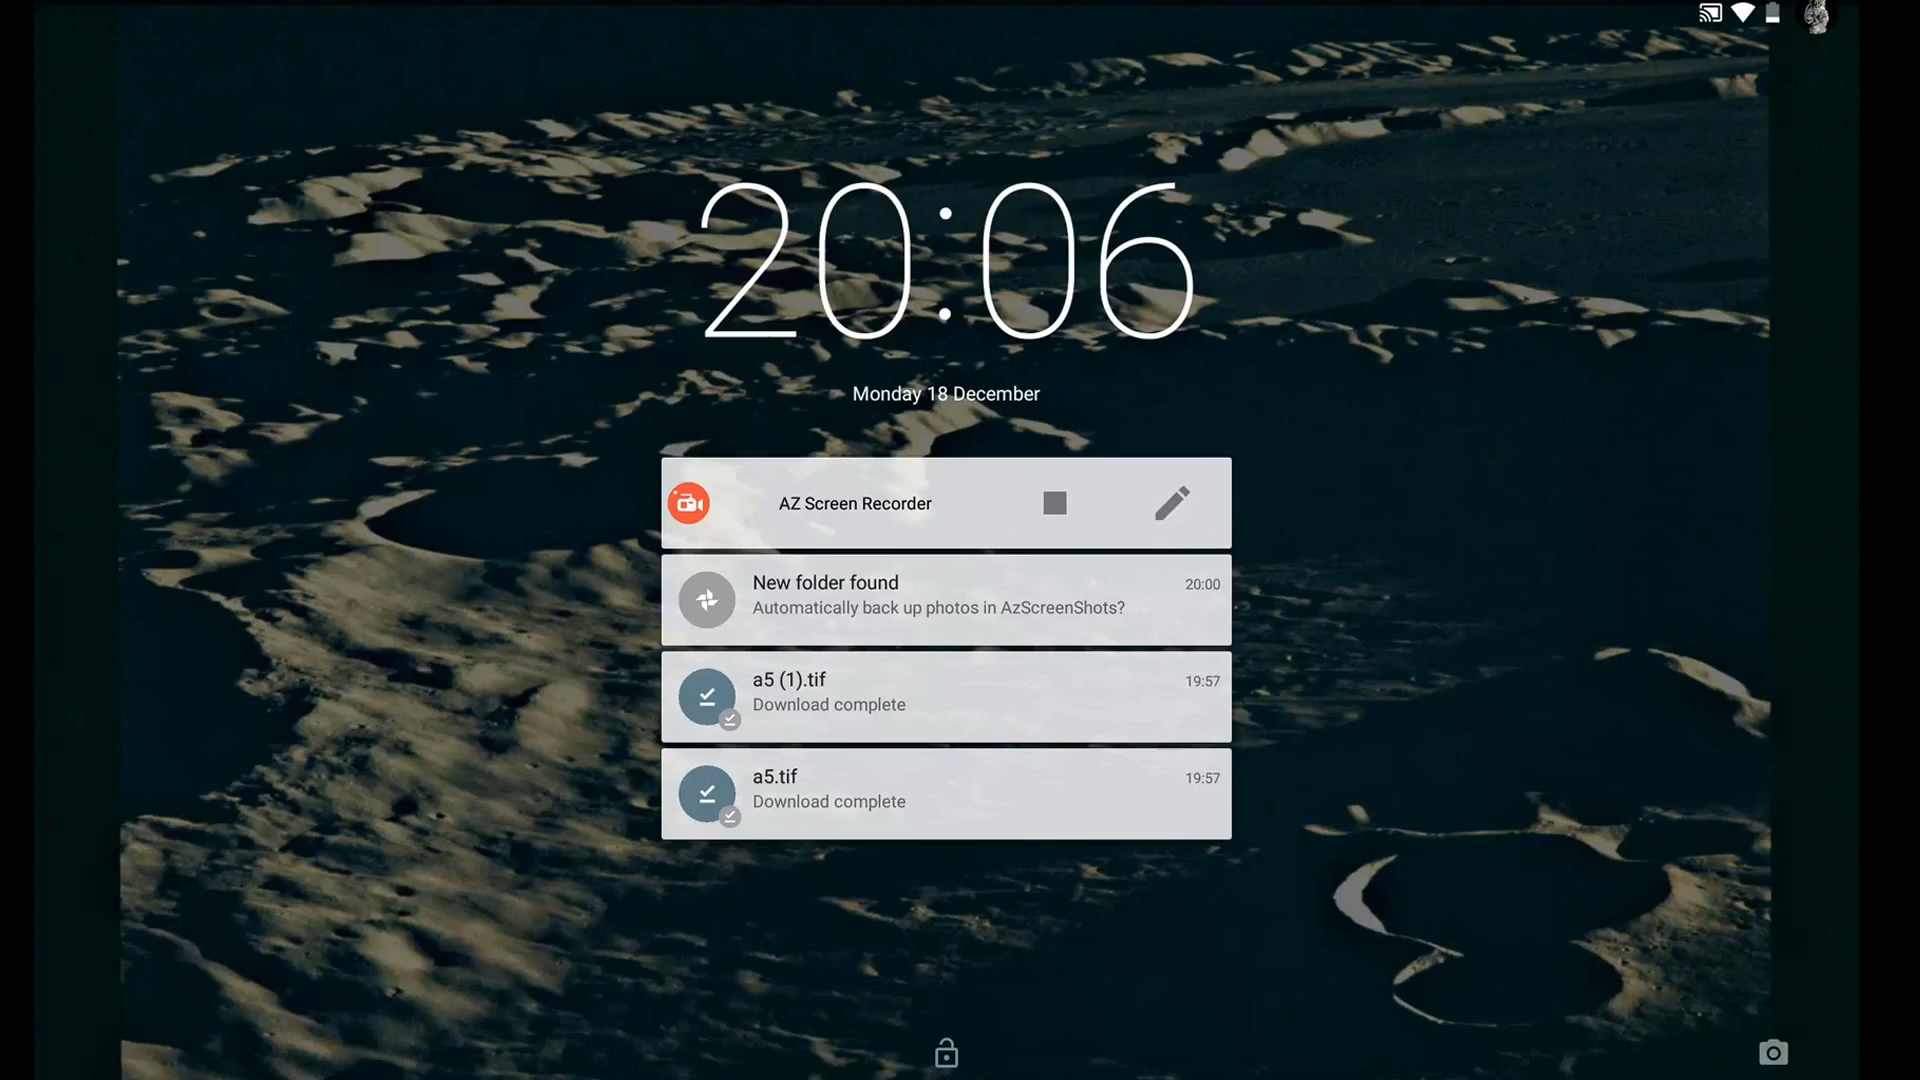 20:06
Monday 18 December
AZ Screen Recorder
New folder found 20:00
Automatically back up photos in AzScreenShots?
a5 (1).tif 19:57
Download complete
a5.tif 19:57
Download complete